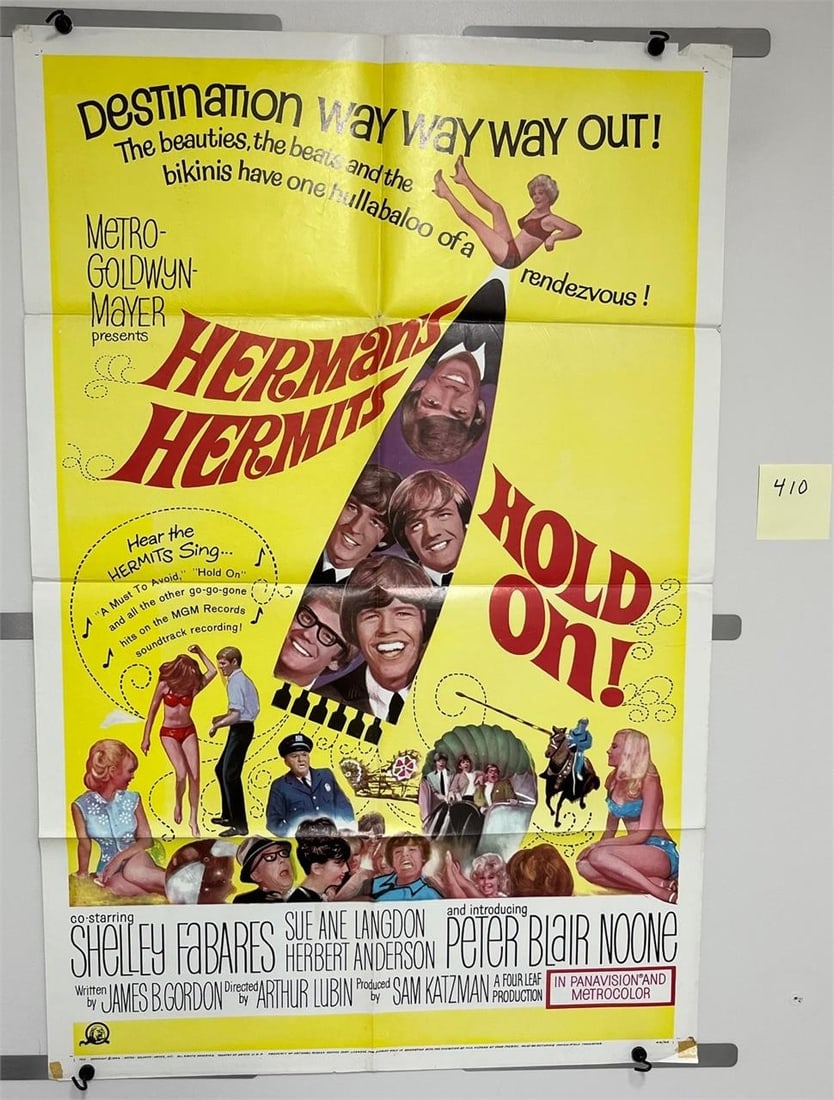 DESTINATION WAY WAY WAY OUT!
The beauties, the beats and the
bikinis have one hullabaloo of a
rendezvous!
METRO-
GOLDWYN-
MAYER
presents
HERMAN'S
HERMITS
HOLD
ON!
410
Hear the
HERMITS Sing...
"A Must To Avoid," "Hold On"
and all the other go-go-gone
hits on the MGM Records
soundtrack recording!
co-starring
SHELLEY FABARES
SUE ANE LANGDON
HERBERT ANDERSON
and introducing
PETER BLAIR NOONE
Written by JAMES B. GORDON Directed by ARTHUR LUBIN Produced by SAM KATZMAN A FOUR LEAF PRODUCTION
IN PANAVISION® AND
METROCOLOR